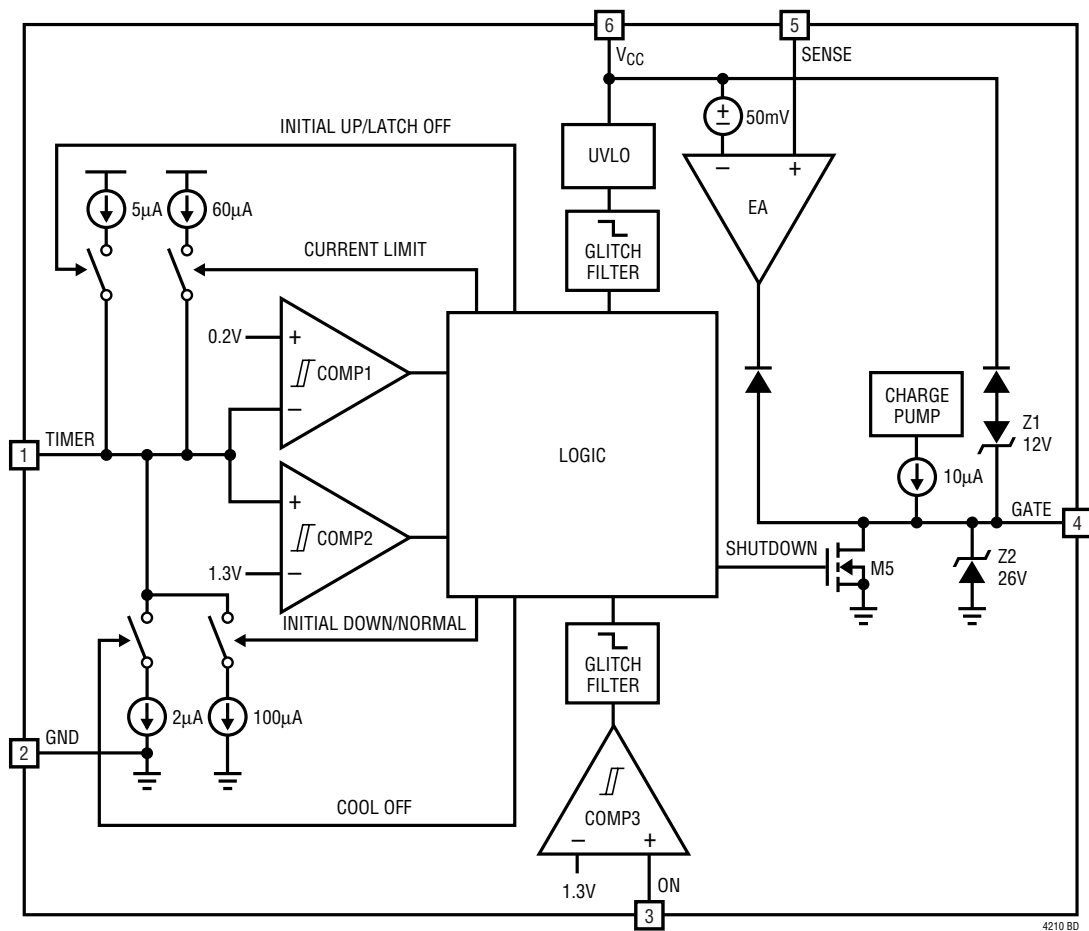 6
5
VCC
SENSE
50mV
INITIAL UP/LATCH OFF
UVLO
− +
EA
5µA
60µA
GLITCH
FILTER
CURRENT LIMIT
0.2V
+
COMP1
−
CHARGE
PUMP
Z1
12V
1
TIMER
LOGIC
10µA
+
COMP2
−
1.3V
GATE
4
SHUTDOWN
M5
Z2
26V
INITIAL DOWN/NORMAL
GLITCH
FILTER
2µA
100µA
2
GND
COOL OFF
COMP3
− +
1.3V
ON
3
4210 BD